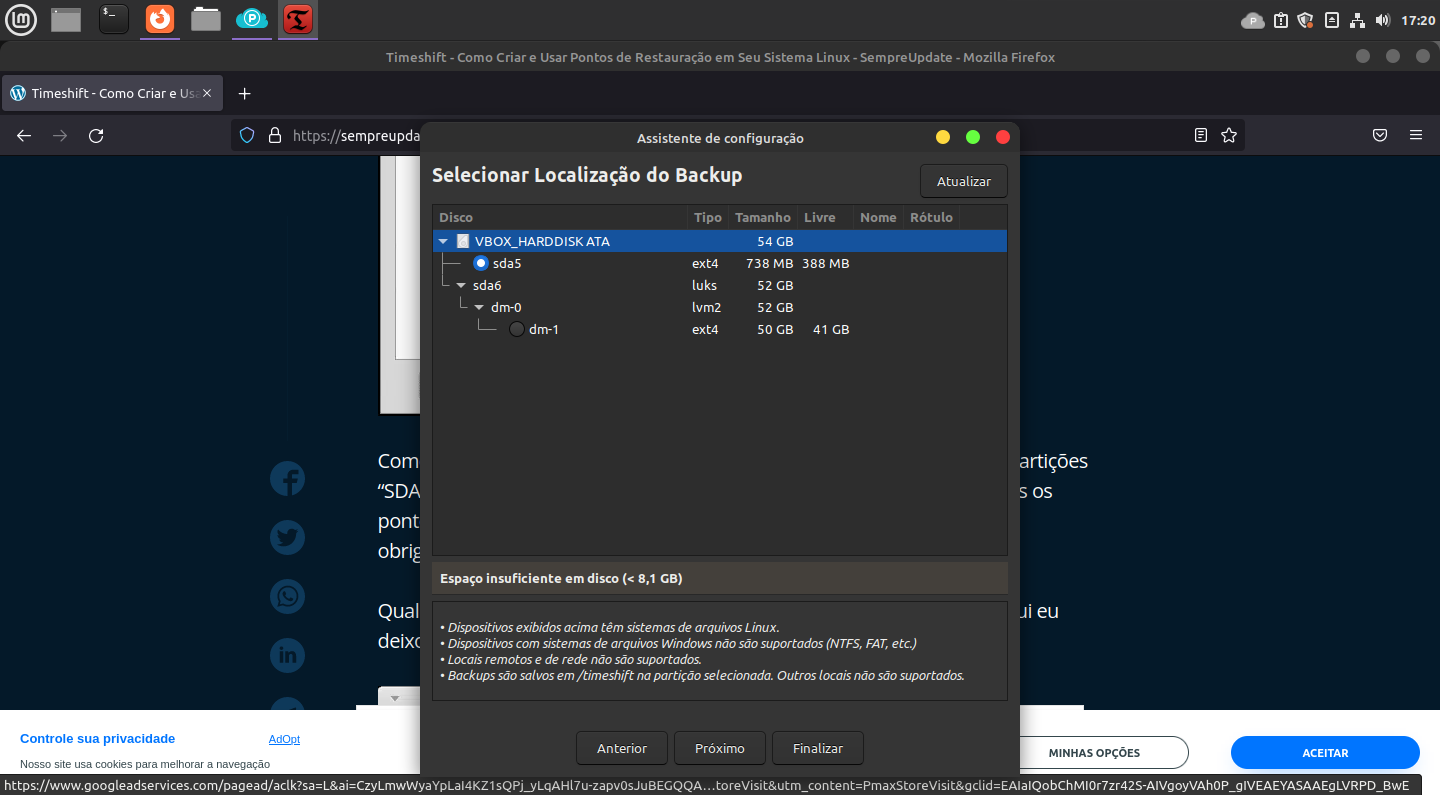 17:20
Timeshift - Como Criar e Usar Pontos de Restauração em Seu Sistema Linux - SempreUpdate - Mozilla Firefox
Timeshift - Como Criar e Usa
https://sempreupda
Assistente de configuração
Selecionar Localização do Backup
Atualizar
Disco Tipo Tamanho Livre Nome Rótulo
VBOX_HARDDISK ATA 54 GB
sda5 ext4 738 MB 388 MB
sda6 luks 52 GB
dm-0 lvm2 52 GB
dm-1 ext4 50 GB 41 GB
Com artições
“SDA s os
pont
obrig
Espaço insuficiente em disco (< 8,1 GB)
Qual ui eu
deixo
• Dispositivos exibidos acima têm sistemas de arquivos Linux.
• Dispositivos com sistemas de arquivos Windows não são suportados (NTFS, FAT, etc.)
• Locais remotos e de rede não são suportados.
• Backups são salvos em /timeshift na partição selecionada. Outros locais não são suportados.
Controle sua privacidade AdOpt
Nosso site usa cookies para melhorar a navegação
Anterior Próximo Finalizar
MINHAS OPÇÕES ACEITAR
https://www.googleadservices.com/pagead/aclk?sa=L&ai=CzyLmwWyaYpLaI4KZ1sQPj_yLqAHl7u-zapv0sJuBEGQQA…toreVisit&utm_content=PmaxStoreVisit&gclid=EAIaIQobChMI0r7zr42S-AIVgoyVAh0P_gIVEAEYASAAEgLVRPD_BwE